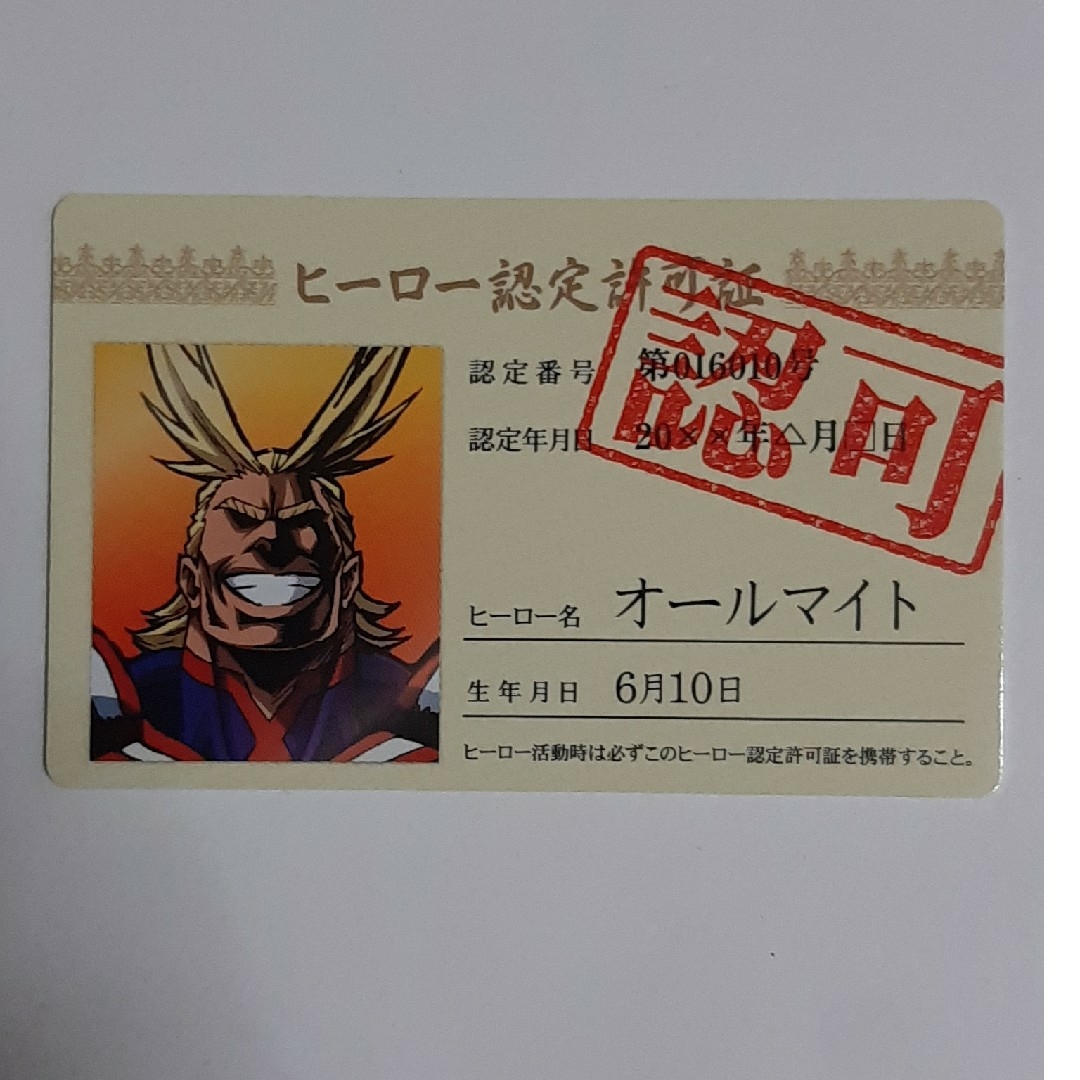 ヒーロー認定許可証
認可
認定番号 第016010号
認定年月日 20××年△月□日
ヒーロー名 オールマイト
生年月日 6月10日
ヒーロー活動時は必ずこのヒーロー認定許可証を携帯すること。